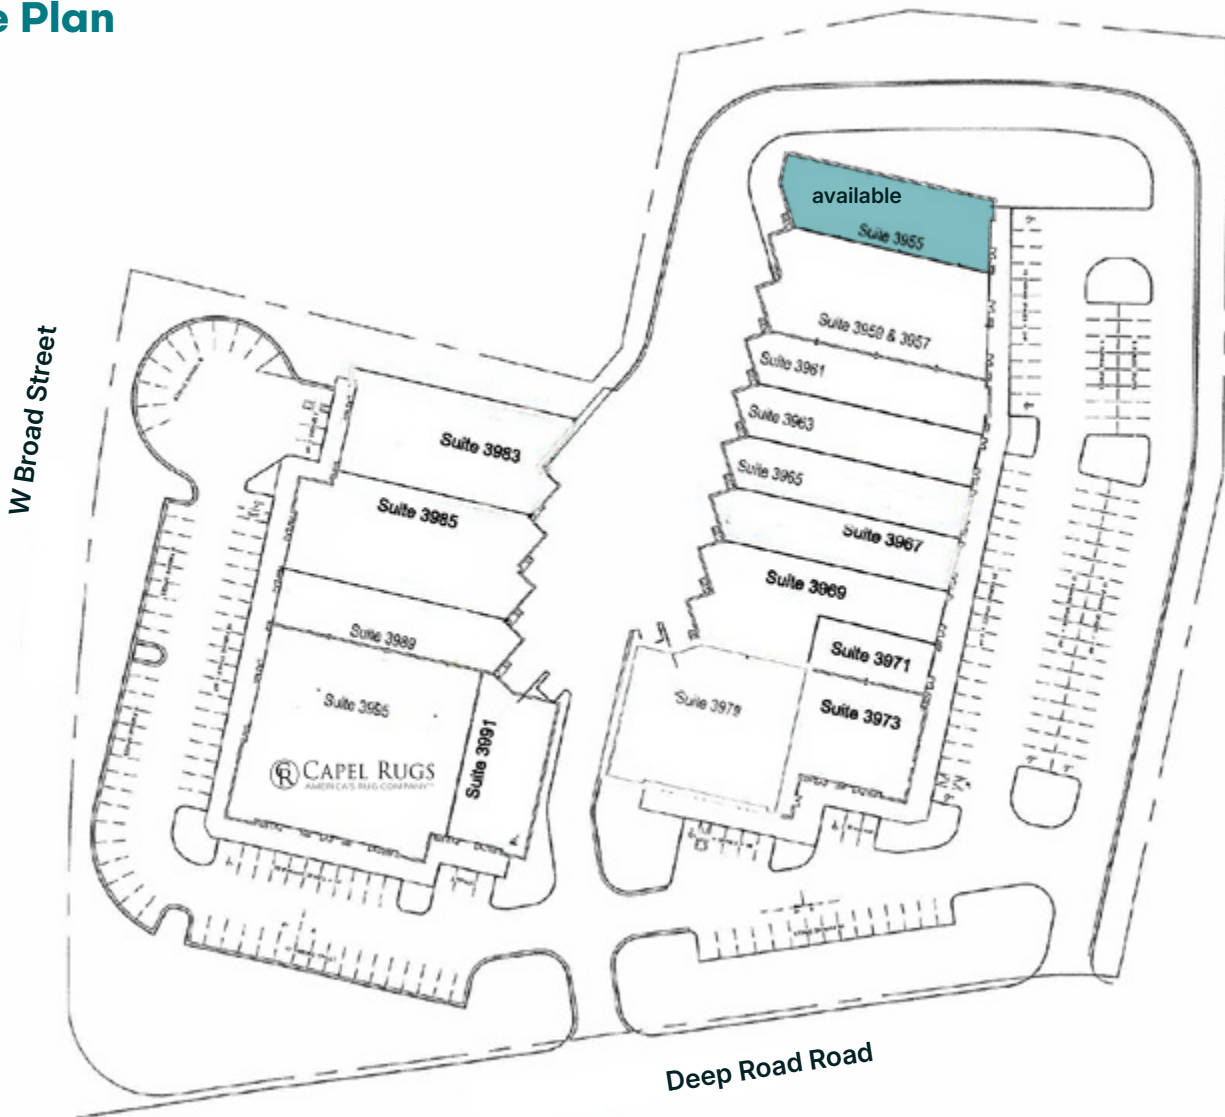 e Plan
available
Suite 3955
Suite 3959 & 3957
Suite 3961
Suite 3963
Suite 3965
Suite 3967
Suite 3969
Suite 3971
Suite 3973
Suite 3979
Suite 3983
Suite 3985
Suite 3989
Suite 3991
CR CAPEL RUGS
AMERICA'S RUG COMPANY
W Broad Street
Deep Road Road